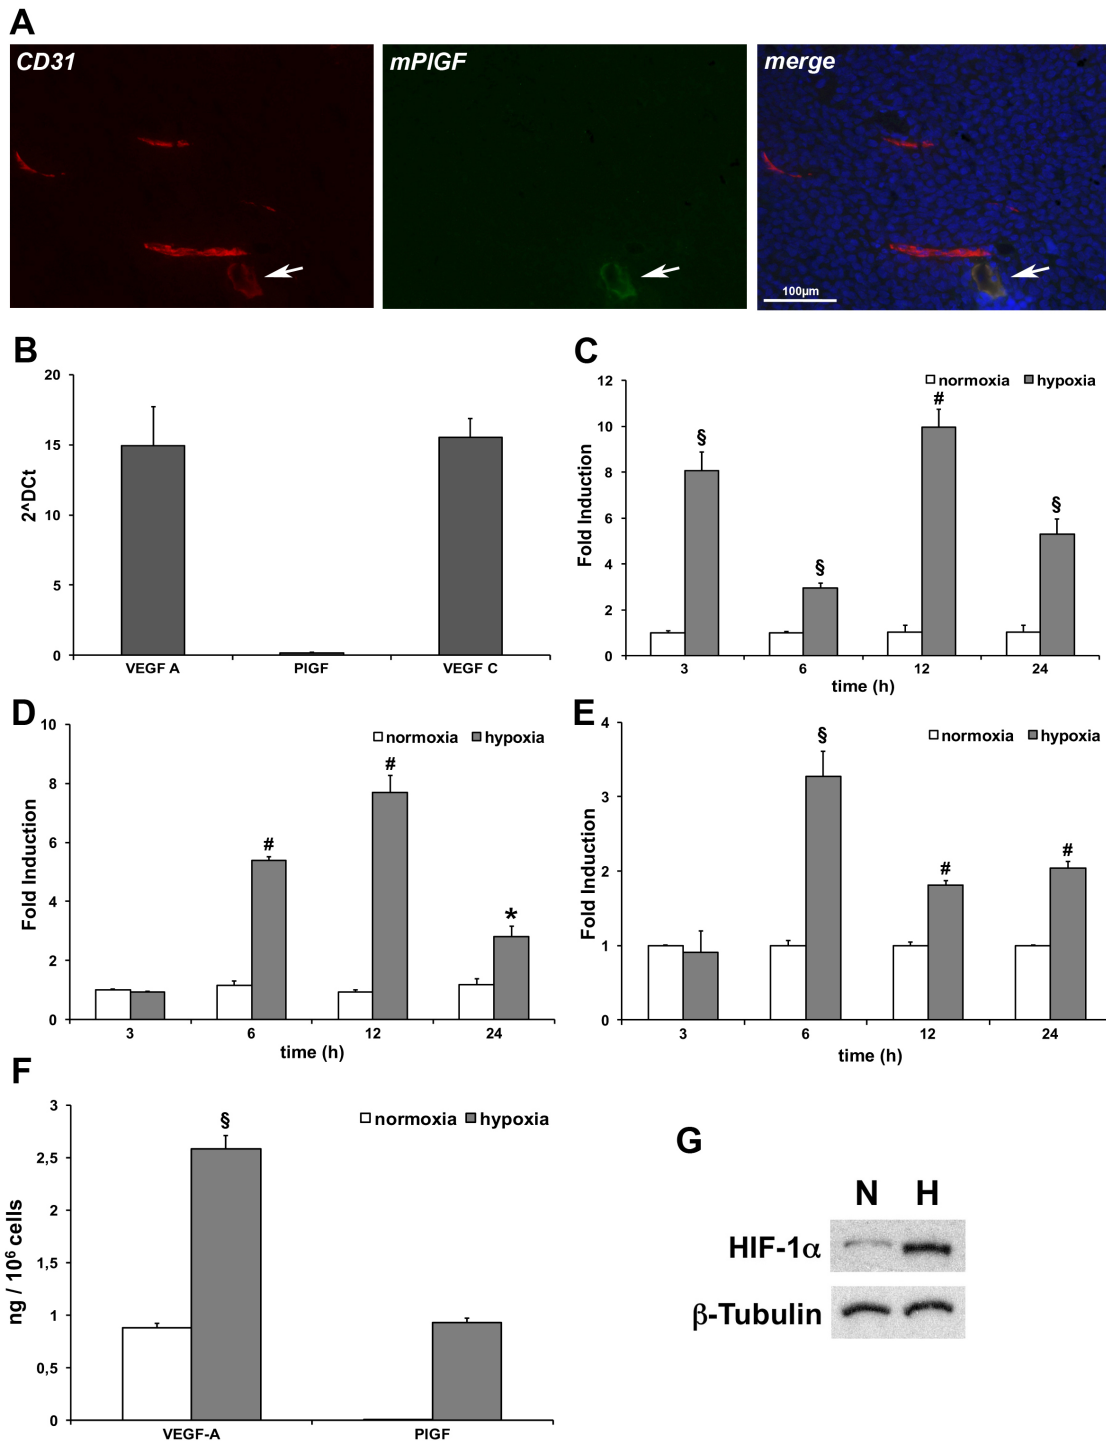 A
CD31
mPlGF
merge
100µm
B
20
15
10
5
0
2^DCt
VEGF A
PlGF
VEGF C
C
normoxia
hypoxia
12
10
8
6
4
2
0
Fold Induction
§
§
#
§
3
6
12
24
time (h)
D
normoxia
hypoxia
10
8
6
4
2
0
Fold Induction
#
#
*
3
6
12
24
time (h)
E
normoxia
hypoxia
4
3
2
1
0
Fold Induction
§
#
#
3
6
12
24
time (h)
F
normoxia
hypoxia
3
2,5
2
1,5
1
0,5
0
ng / 10⁶ cells
§
VEGF-A
PlGF
G
N H
HIF-1α
β-Tubulin